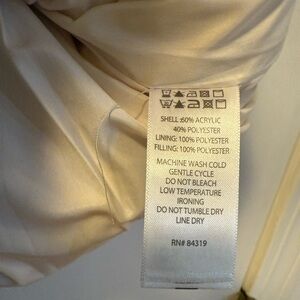 SHELL:60% ACRYLIC
40% POLYESTER
LINING: 100% POLYESTER
FILLING: 100% POLYESTER
MACHINE WASH COLD
GENTLE CYCLE
DO NOT BLEACH
LOW TEMPERATURE
IRONING
DO NOT TUMBLE DRY
LINE DRY
RN# 84319